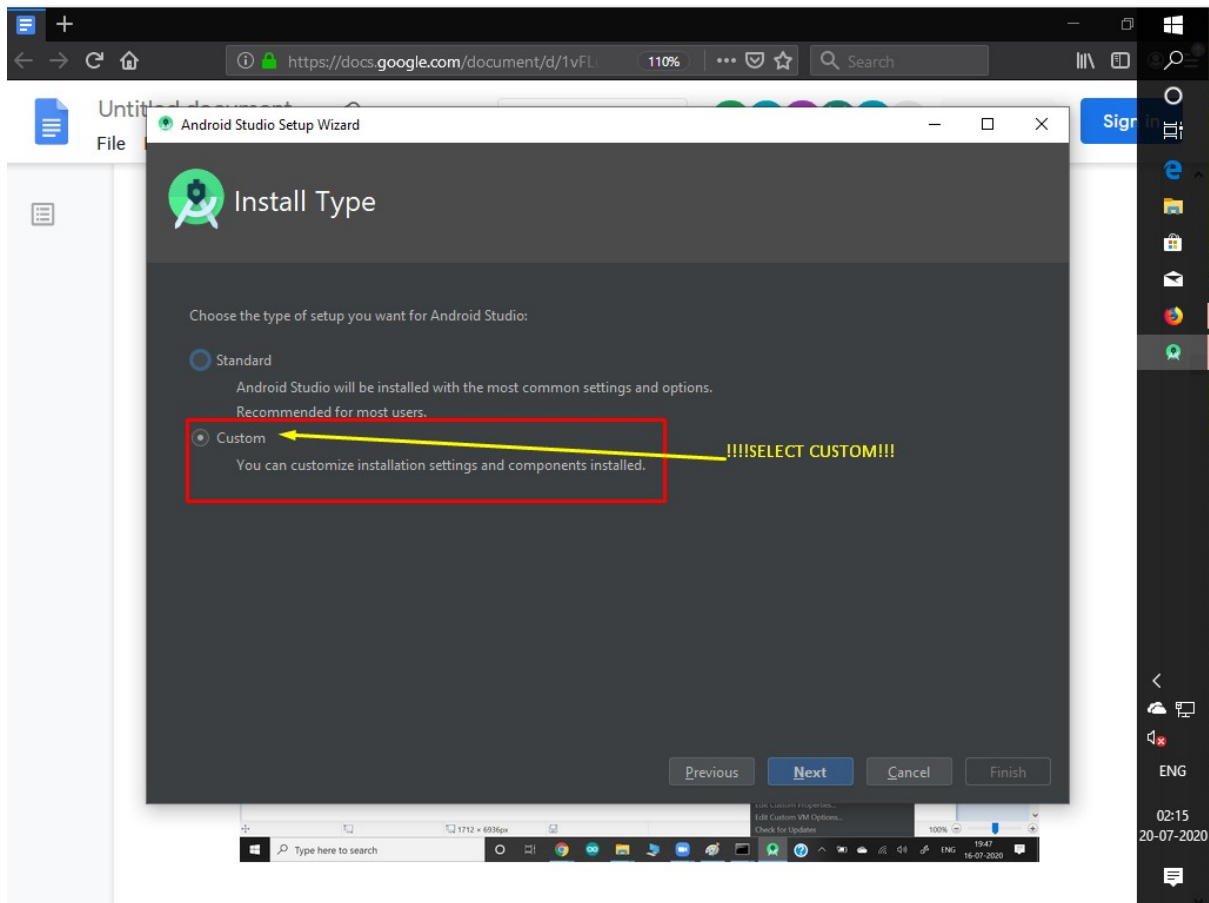 https://docs.google.com/document/d/1vFL
110%
Search
Untitled document
File
Sign in
Android Studio Setup Wizard
Install Type
Choose the type of setup you want for Android Studio:
Standard
Android Studio will be installed with the most common settings and options.
Recommended for most users.
Custom
You can customize installation settings and components installed.
!!!!SELECT CUSTOM!!!
Previous
Next
Cancel
Finish
Edit Custom Properties...
Edit Custom VM Options...
Check for Updates
1712 × 6936px
100%
Type here to search
ENG
19:47
16-07-2020
ENG
02:15
20-07-2020